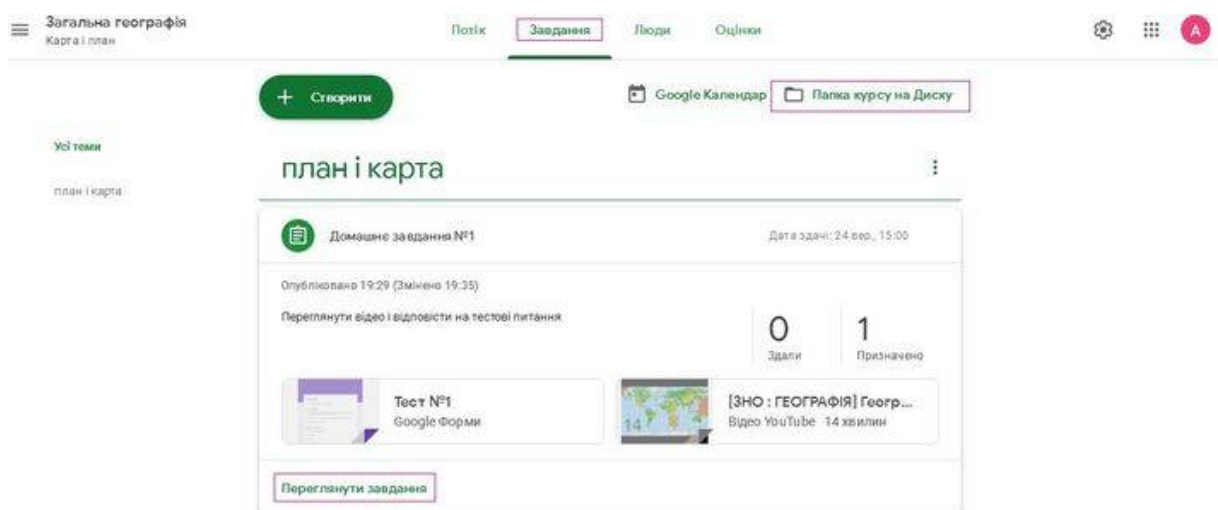 Загальна географія
Карта і план
Потік Завдання Люди Оцінки
A
+ Створити
Google Календар Папка курсу на Диску
Усі теми
план і карта
план і карта
Домашнє завдання №1 Дата здачі: 24 вер., 15:00
Опубліковано 19:29 (Змінено 19:35)
Переглянути відео і відповісти на тестові питання
0 1
Здали Призначено
Тест №1
Google Форми
14
[ЗНО : ГЕОГРАФІЯ] Геогр...
Відео YouTube 14 хвилин
Переглянути завдання